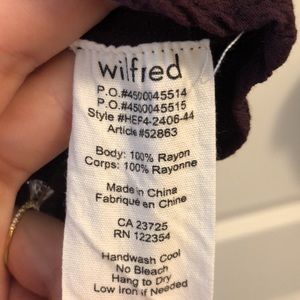 wilfred
P.O.#4500045514
P.O.#4500045515
Style #HEF4-2406-44
Article #52863
Body: 100% Rayon
Corps: 100% Rayonne
Made in China
Fabriqué en Chine
CA 23725
RN 122354
Handwash Cool
No Bleach
Hang to Dry
Low Iron if Needed